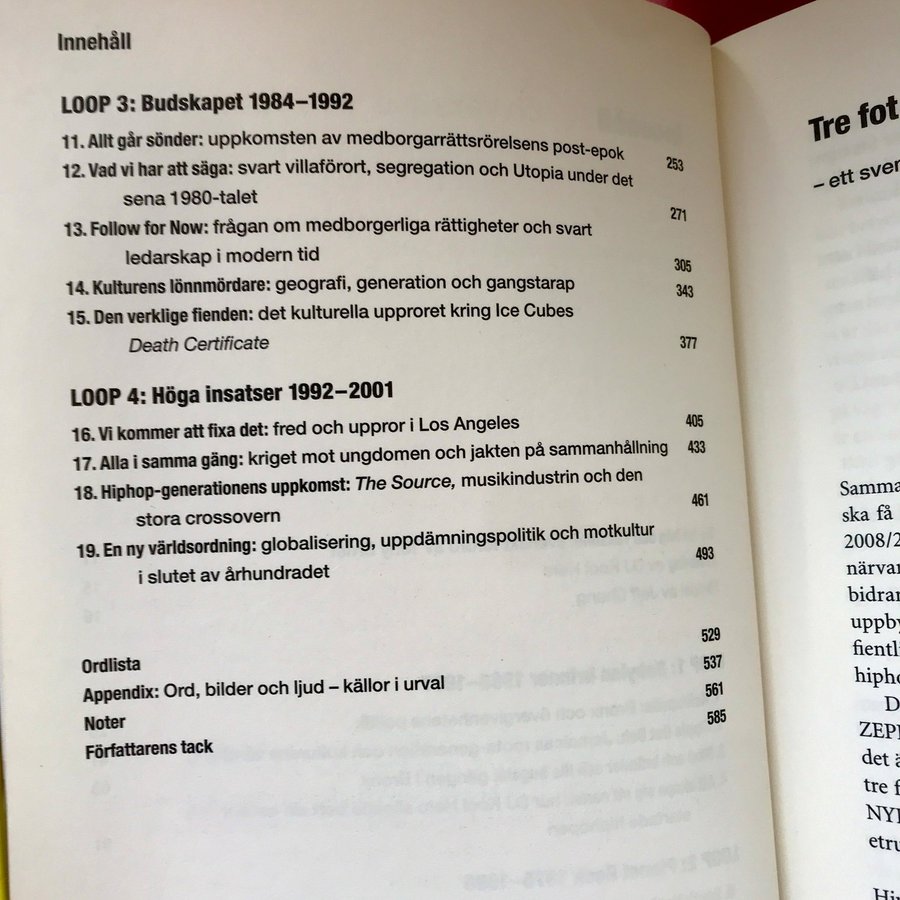 Innehåll
LOOP 3: Budskapet 1984–1992
11. Allt går sönder: uppkomsten av medborgarrättsrörelsens post-epok 253
12. Vad vi har att säga: svart villaförort, segregation och Utopia under det
sena 1980-talet 271
13. Follow for Now: frågan om medborgerliga rättigheter och svart
ledarskap i modern tid 305
14. Kulturens lönnmördare: geografi, generation och gangstarap 343
15. Den verklige fienden: det kulturella upproret kring Ice Cubes
Death Certificate 377
LOOP 4: Höga insatser 1992–2001
16. Vi kommer att fixa det: fred och uppror i Los Angeles 405
17. Alla i samma gäng: kriget mot ungdomen och jakten på sammanhållning 433
18. Hiphop-generationens uppkomst: The Source, musikindustrin och den
stora crossovern 461
19. En ny världsordning: globalisering, uppdämningspolitik och motkultur
i slutet av århundradet 493
Ordlista 529
Appendix: Ord, bilder och ljud – källor i urval 537
Noter 561
Författarens tack 585
Tre fot
– ett sven
Samma
ska få
2008/2
närvar
bidrar
uppby
fientli
hipho
D
ZEPP
det ä
tre f
NYI
etru
Hi